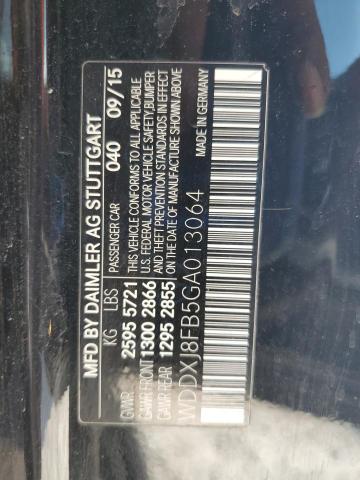 MFD BY DAIMLER AG STUTTGART
KG LBS PASSENGER CAR 040 09/15
GVWR 2595 5721 THIS VEHICLE CONFORMS TO ALL APPLICABLE
GAWR FRONT 1300 2866 U.S. FEDERAL MOTOR VEHICLE SAFETY, BUMPER
GAWR REAR 1295 2855 AND THEFT PREVENTION STANDARDS IN EFFECT
ON THE DATE OF MANUFACTURE SHOWN ABOVE
WDDXJ8FB5GA013064
MADE IN GERMANY